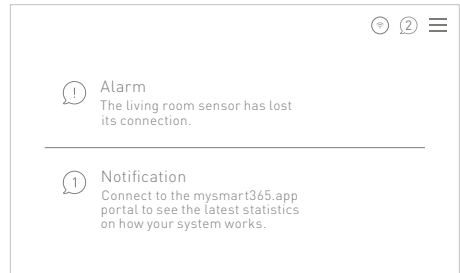 2
!
Alarm
The living room sensor has lost
its connection.
1
Notification
Connect to the mysmart365.app
portal to see the latest statistics
on how your system works.